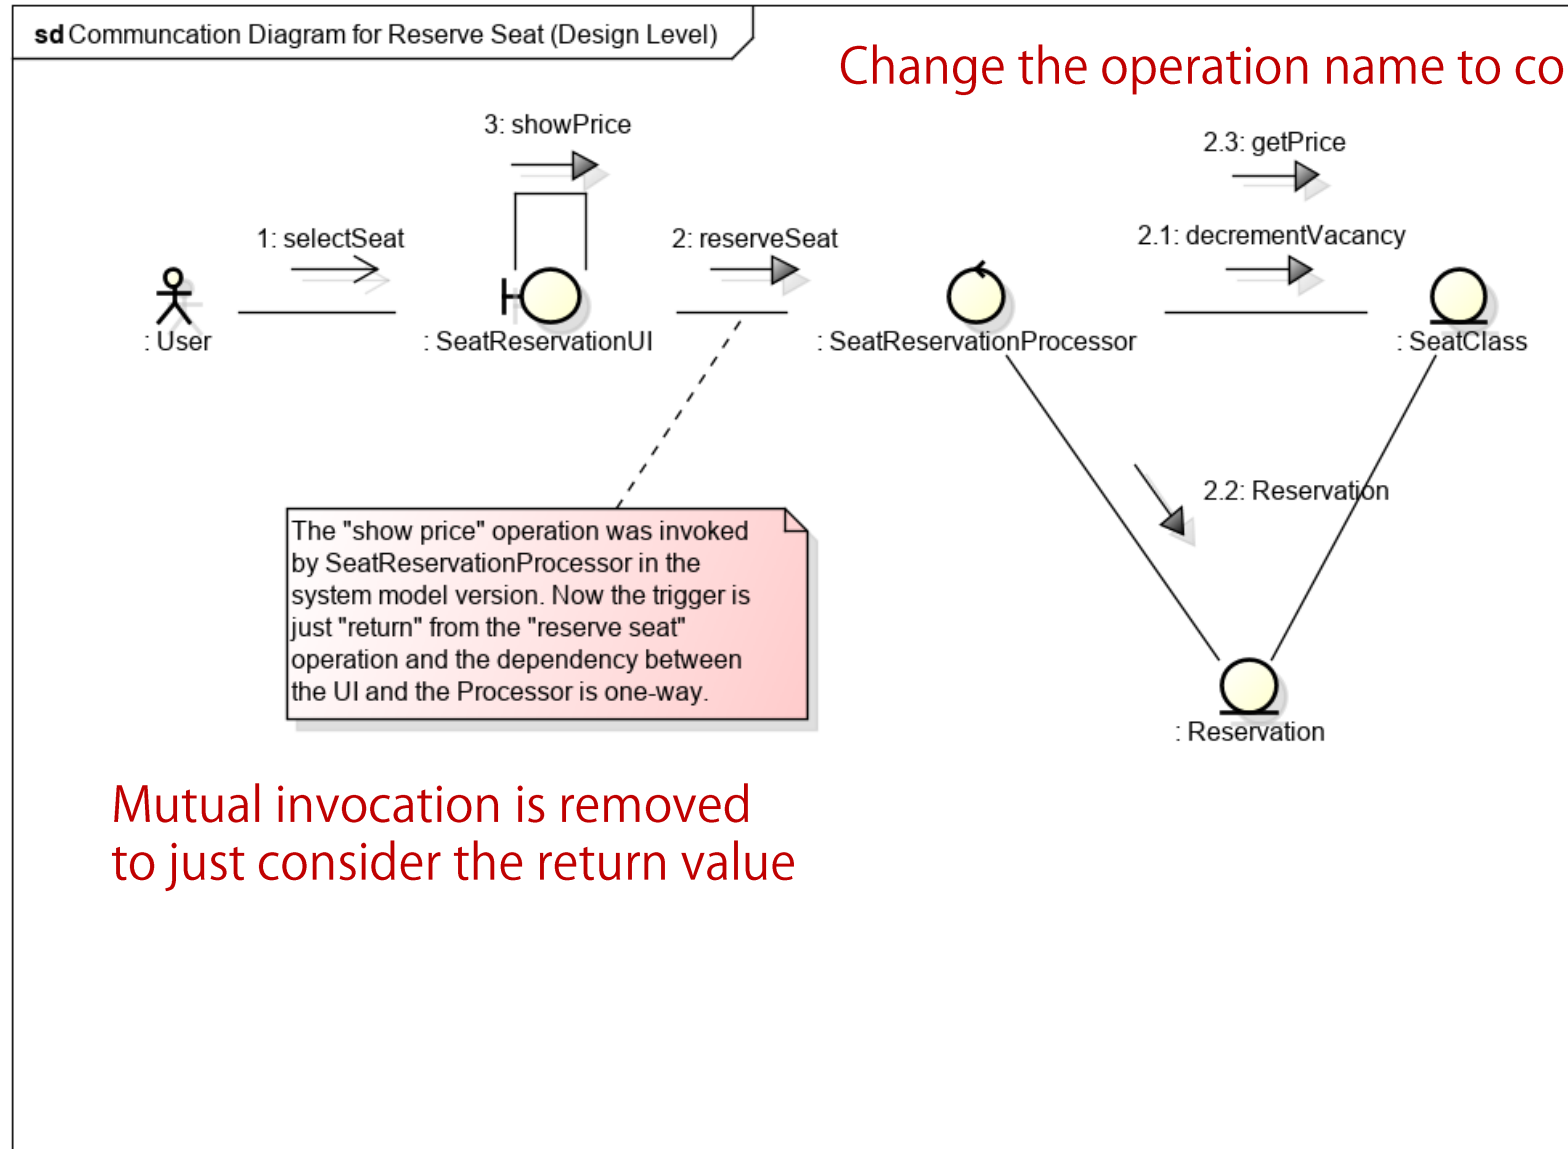 sd Communcation Diagram for Reserve Seat (Design Level)
Change the operation name to co
3: showPrice
2.3: getPrice
1: selectSeat
2: reserveSeat
2.1: decrementVacancy
: User
: SeatReservationUI
: SeatReservationProcessor
: SeatClass
2.2: Reservation
The "show price" operation was invoked
by SeatReservationProcessor in the
system model version. Now the trigger is
just "return" from the "reserve seat"
operation and the dependency between
the UI and the Processor is one-way.
: Reservation
Mutual invocation is removed
to just consider the return value